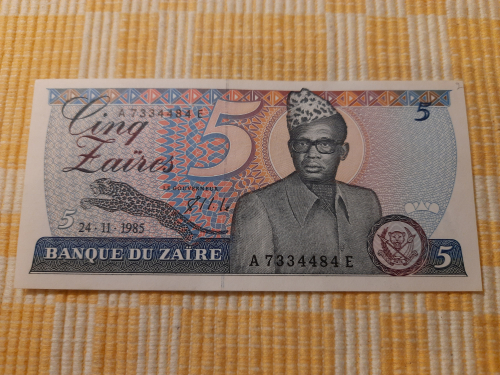 A 7334484 E
Cinq
Zaïres
5
5
LE GOUVERNEUR
5
24-11-1985
BANQUE DU ZAÏRE
A 7334484 E
5